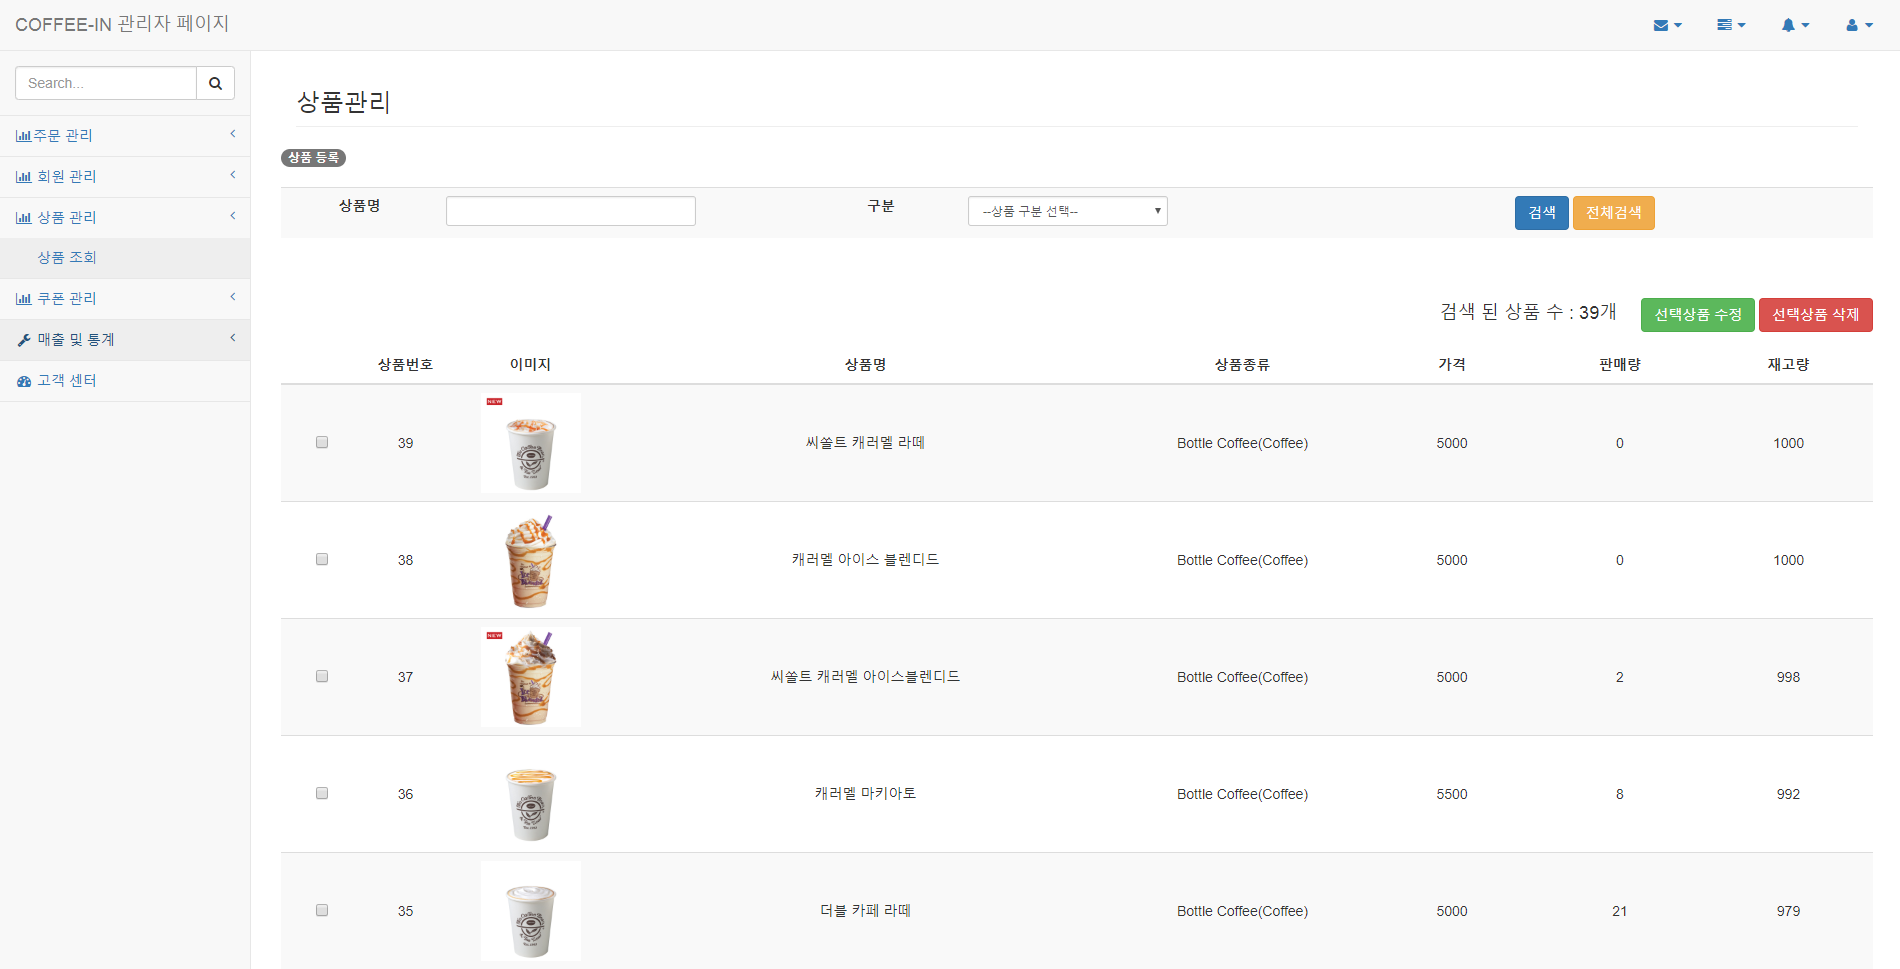 COFFEE-IN 관리자 페이지
Search...
주문 관리
회원 관리
상품 관리
상품 조회
쿠폰 관리
매출 및 통계
고객 센터
상품관리
상품 등록
상품명 구분 --상품 구분 선택-- 검색 전체검색
검색 된 상품 수 : 39개 선택상품 수정 선택상품 삭제
상품번호 이미지 상품명 상품종류 가격 판매량 재고량
NEW
39 씨쏠트 캐러멜 라떼 Bottle Coffee(Coffee) 5000 0 1000
38 캐러멜 아이스 블렌디드 Bottle Coffee(Coffee) 5000 0 1000
NEW
37 씨쏠트 캐러멜 아이스블렌디드 Bottle Coffee(Coffee) 5000 2 998
36 캐러멜 마키아토 Bottle Coffee(Coffee) 5500 8 992
35 더블 카페 라떼 Bottle Coffee(Coffee) 5000 21 979